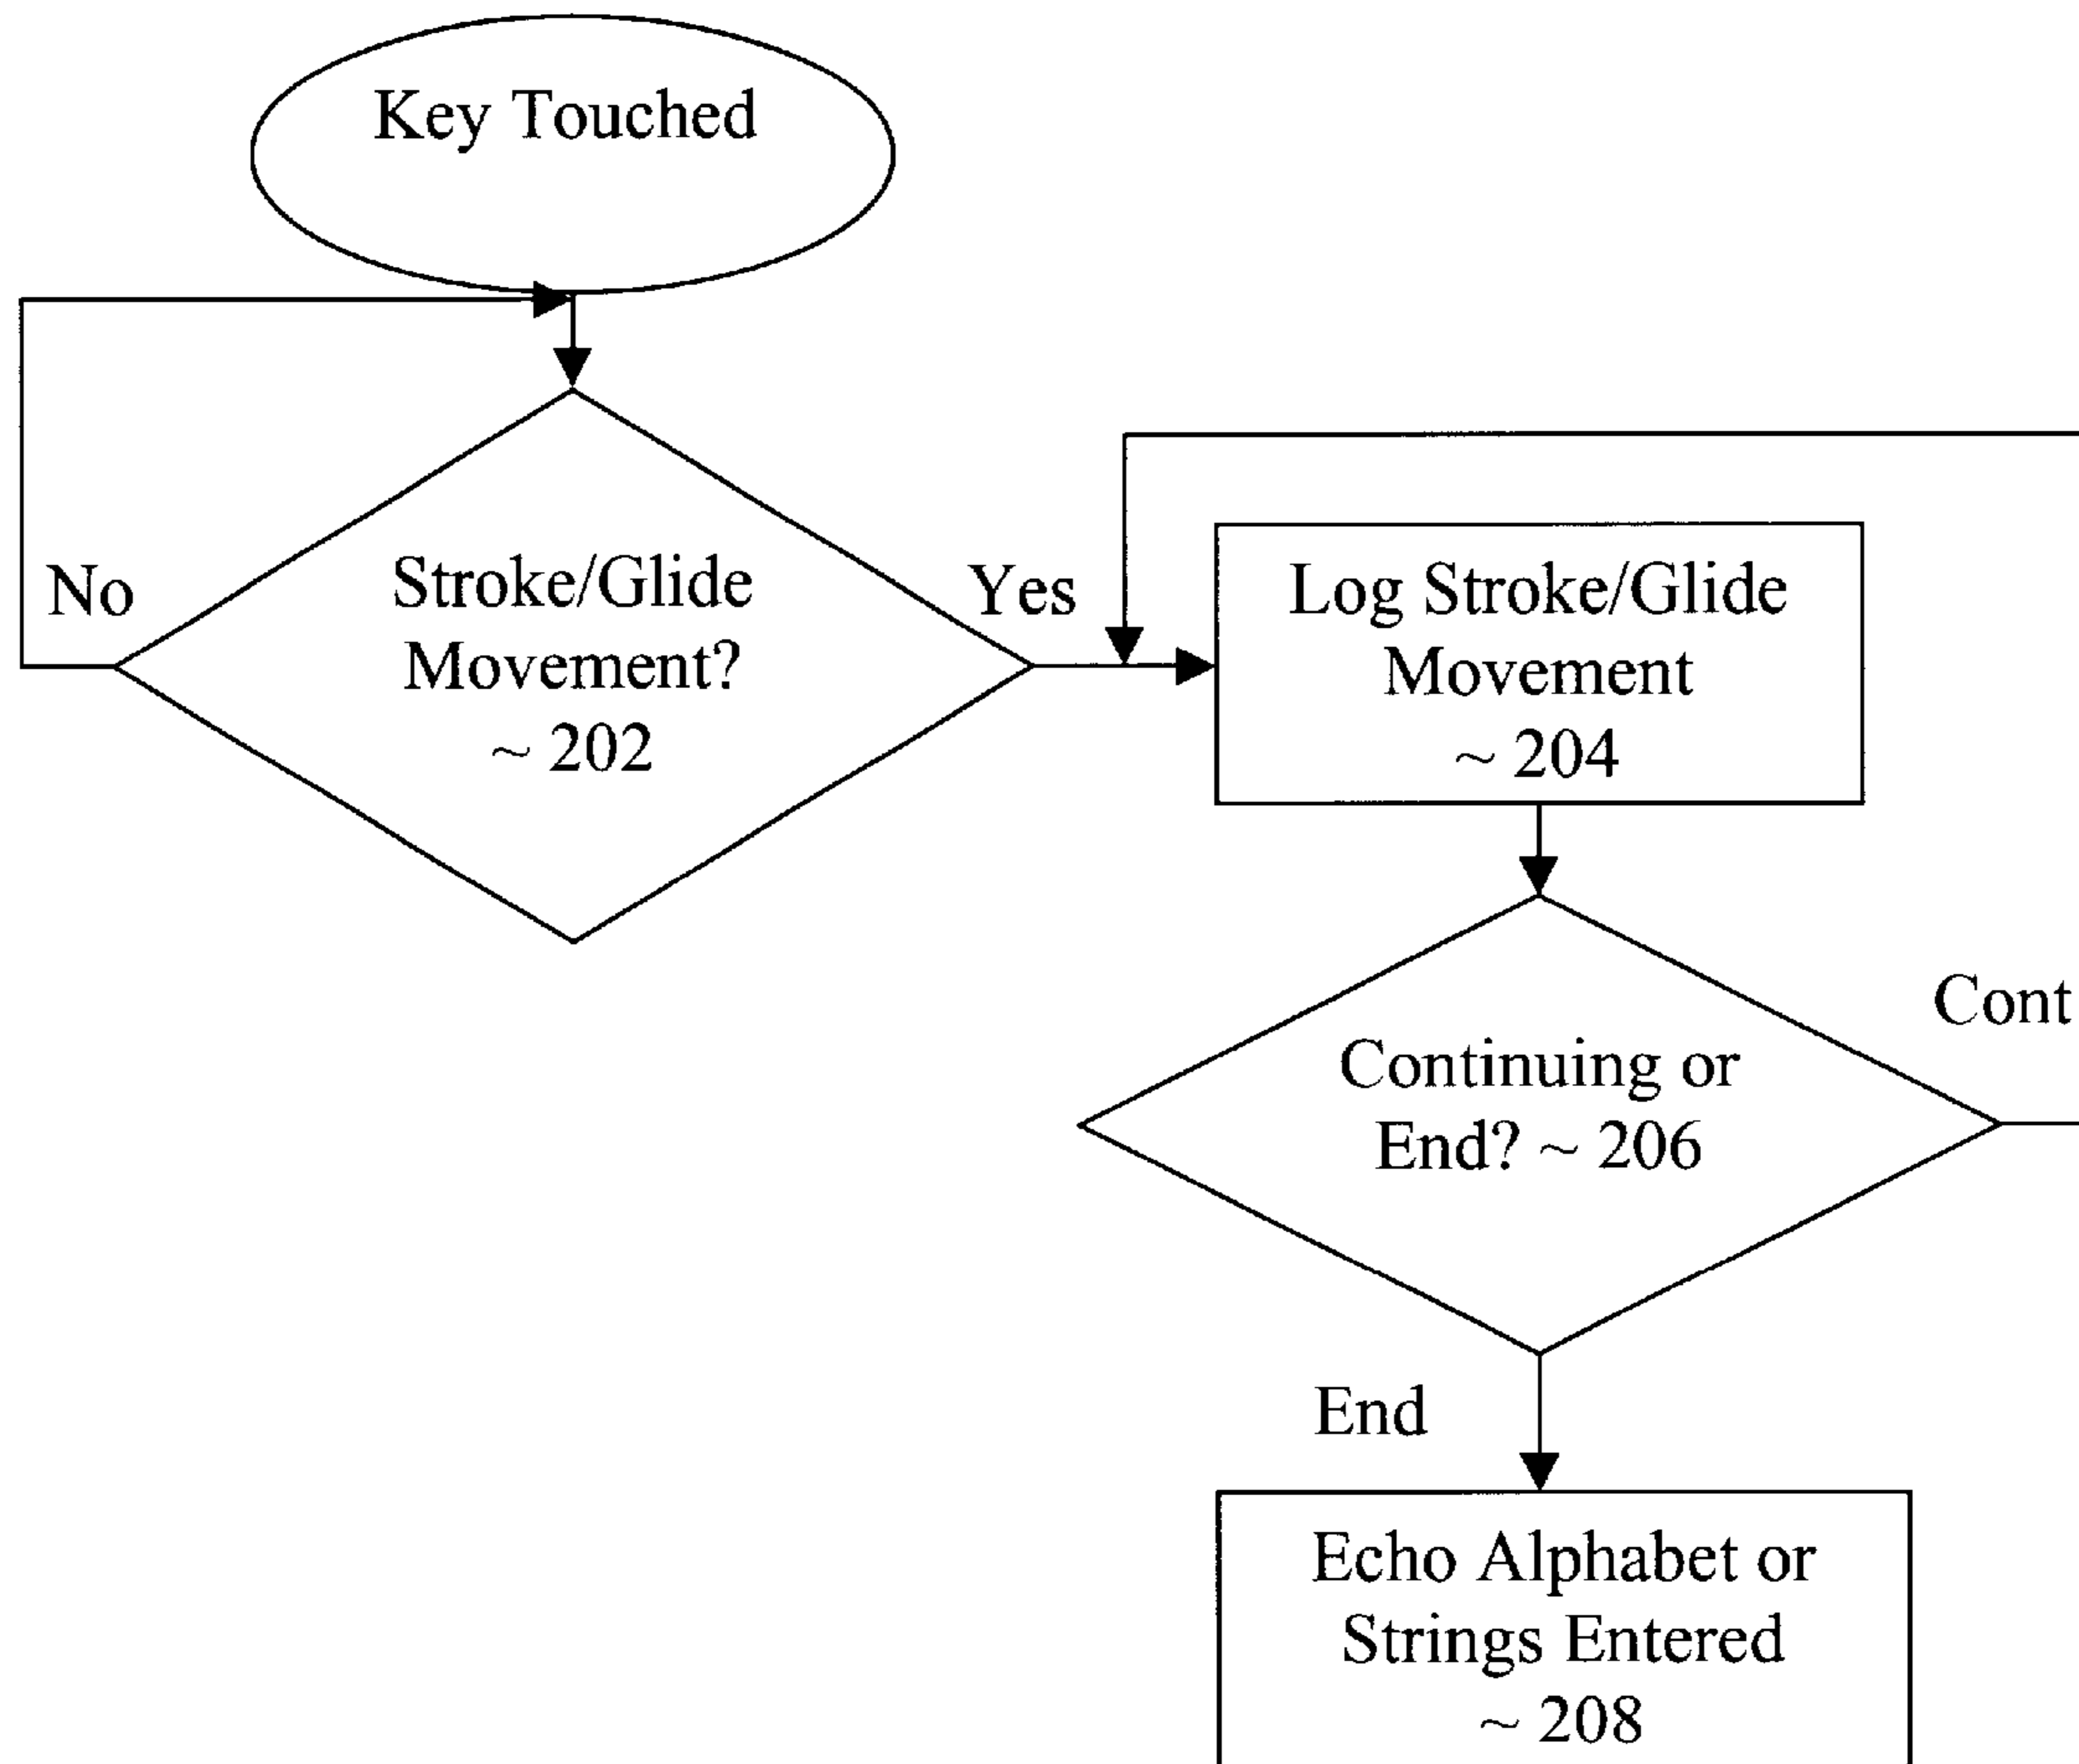 Key Touched
No
Stroke/Glide
Movement?
~ 202
Yes
Log Stroke/Glide
Movement
~ 204
Cont
Continuing or
End? ~ 206
End
Echo Alphabet or
Strings Entered
~ 208